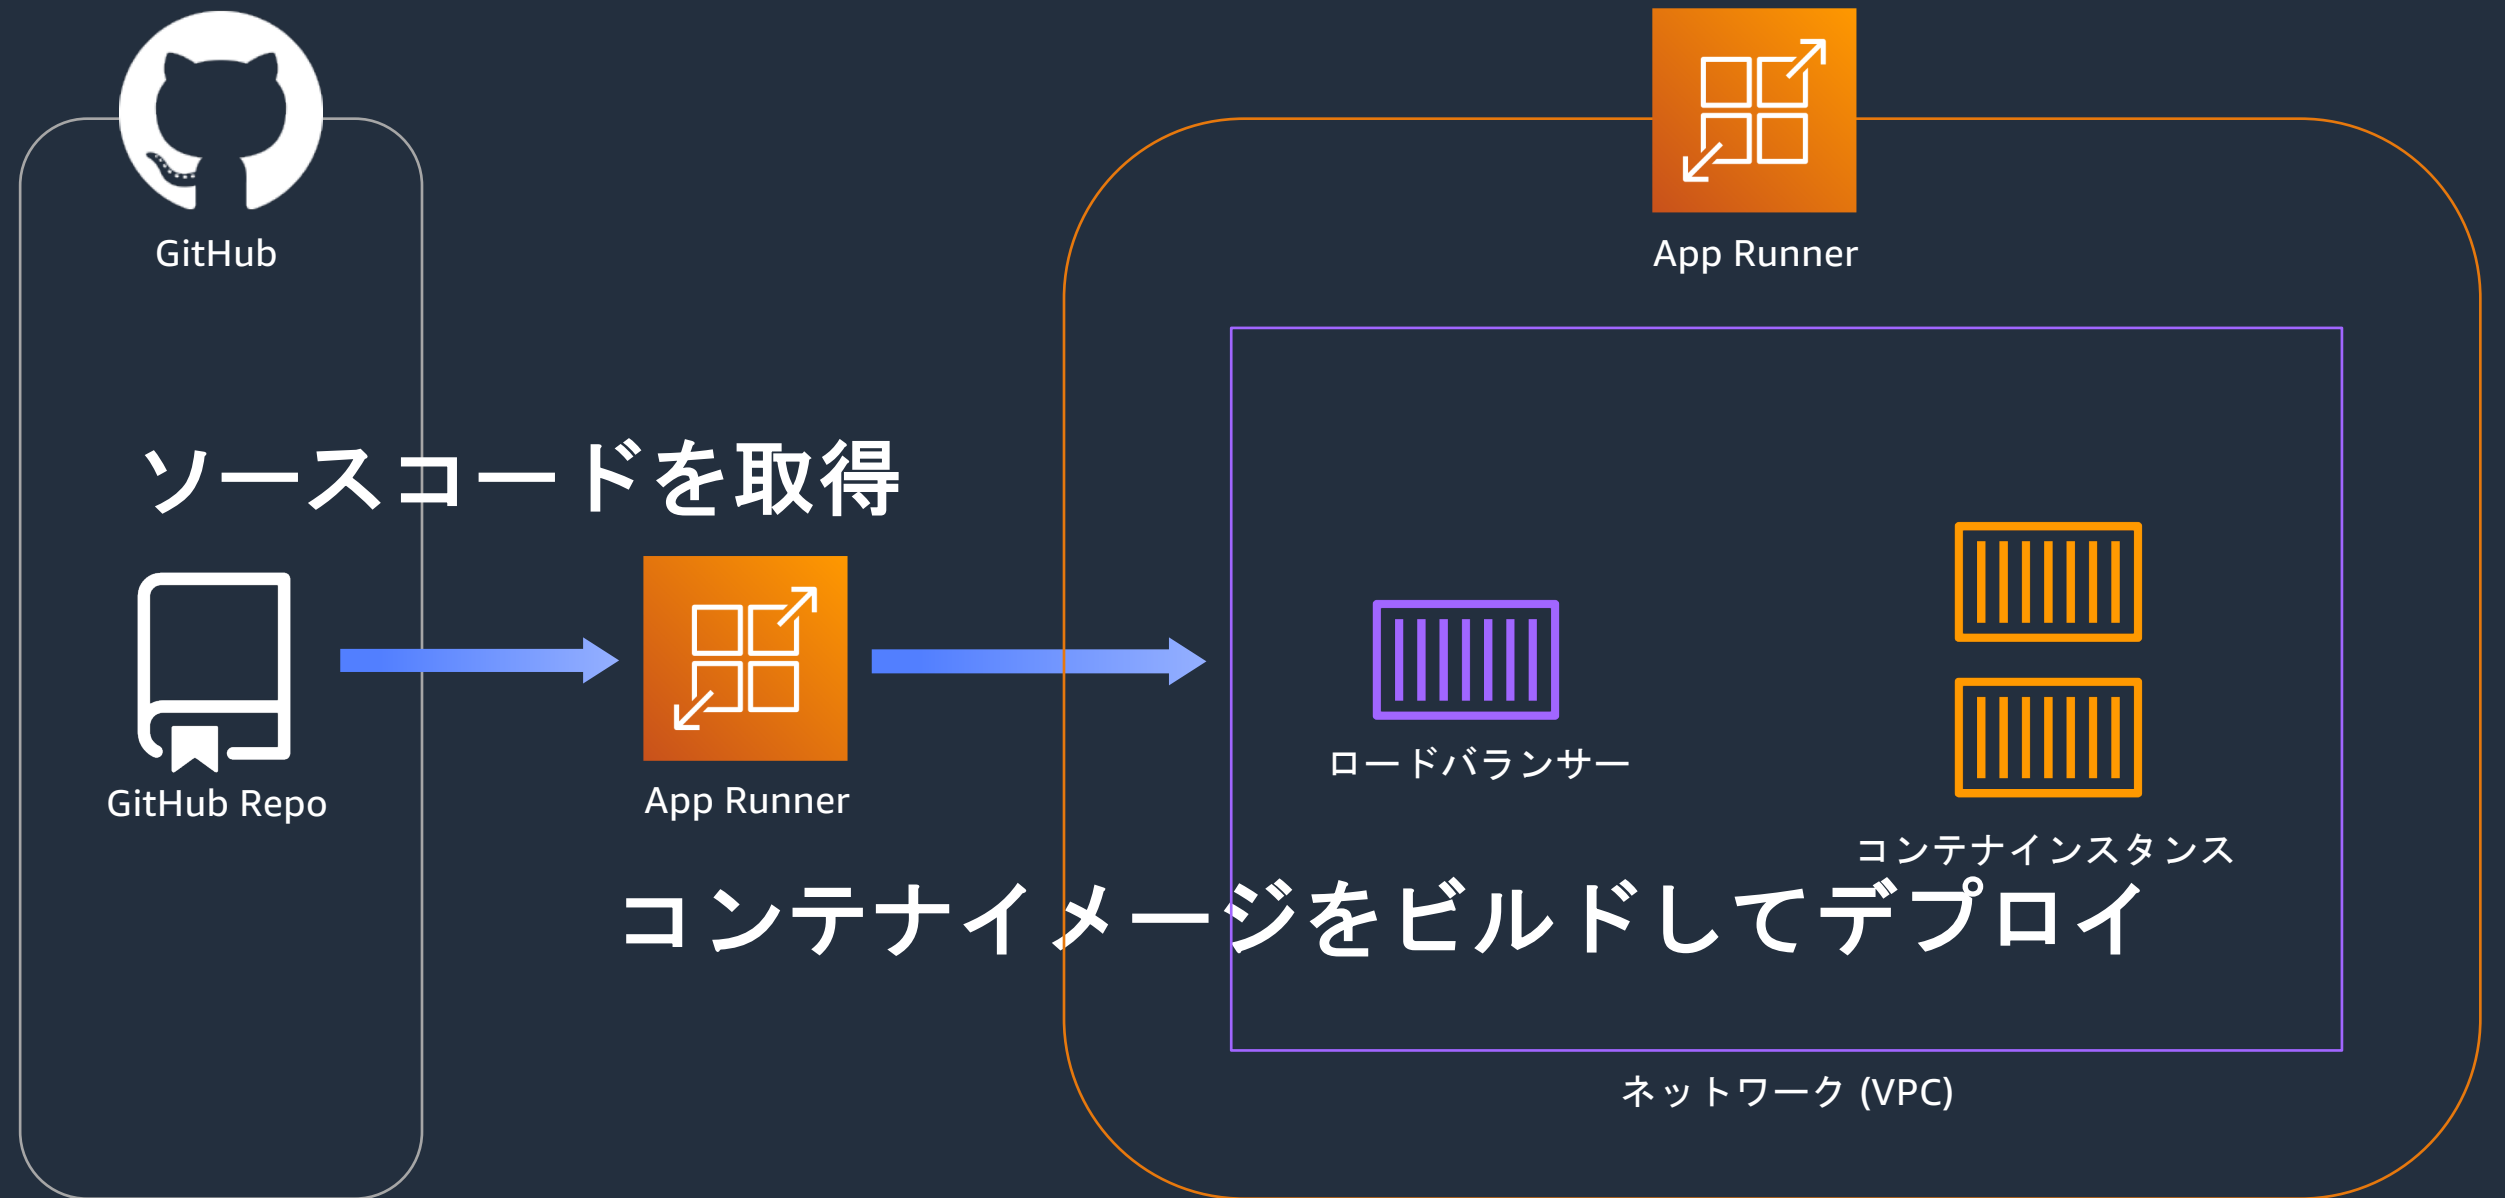 GitHub
App Runner
ソースコードを取得
GitHub Repo
App Runner
ロードバランサー
コンテナインスタンス
コンテナイメージをビルドしてデプロイ
ネットワーク (VPC)